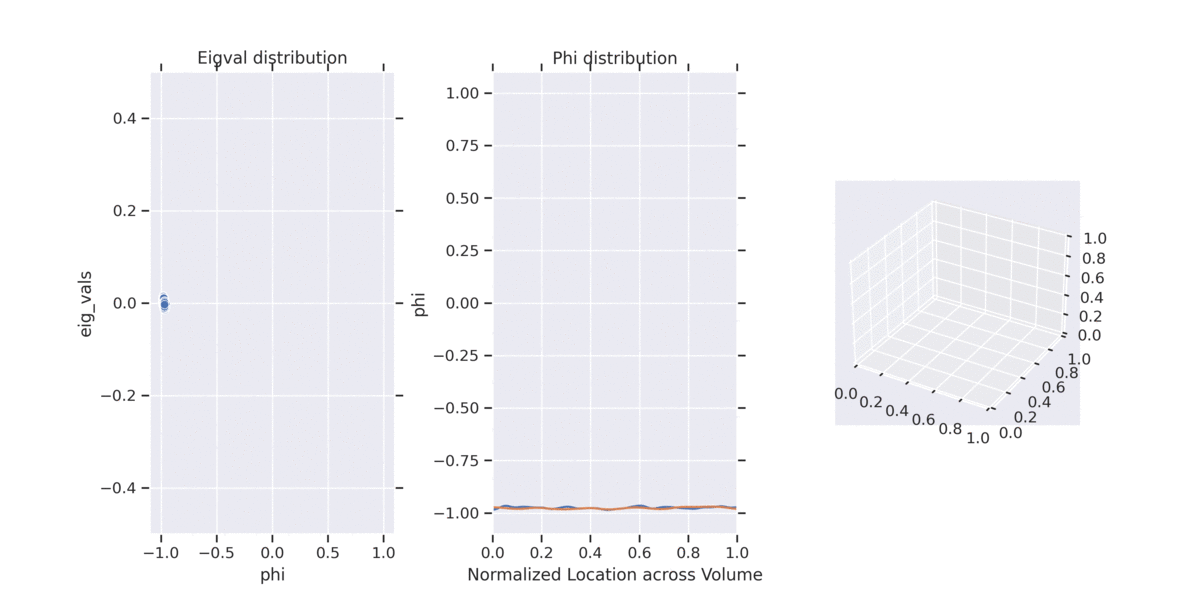 Eigval distribution
0.4
0.2
0.0
−0.2
−0.4
eig_vals
−1.0 −0.5 0.0 0.5 1.0
phi
Phi distribution
1.00
0.75
0.50
0.25
0.00
−0.25
−0.50
−0.75
−1.00
phi
0.0 0.2 0.4 0.6 0.8 1.0
Normalized Location across Volume
1.0
0.8
0.6
0.4
0.2
0.0
1.0
0.8
0.6
0.4
0.2
0.0
0.0 0.2 0.4 0.6 0.8 1.0